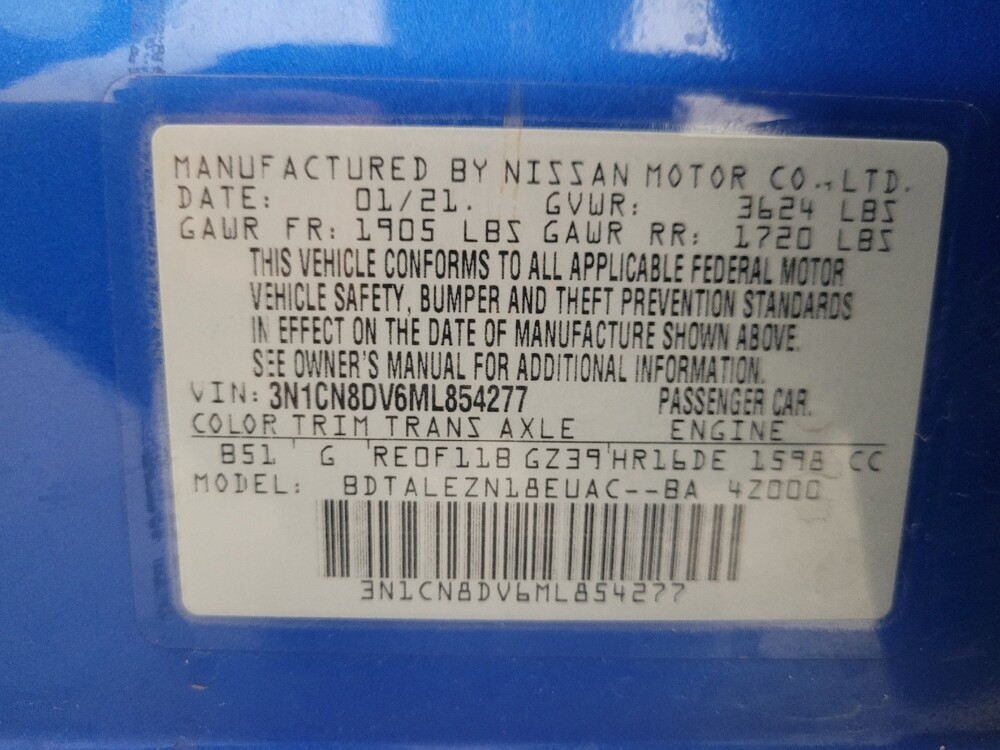 MANUFACTURED BY NISSAN MOTOR CO., LTD.
DATE: 01/21. GVWR: 3624 LBS
GAWR FR: 1905 LBS GAWR RR: 1720 LBS
THIS VEHICLE CONFORMS TO ALL APPLICABLE FEDERAL MOTOR
VEHICLE SAFETY, BUMPER AND THEFT PREVENTION STANDARDS
IN EFFECT ON THE DATE OF MANUFACTURE SHOWN ABOVE.
SEE OWNER'S MANUAL FOR ADDITIONAL INFORMATION.
VIN: 3N1CN8DV6ML854277 PASSENGER CAR.
COLOR TRIM TRANS AXLE ENGINE
B51 G RE0F11B GZ39 HR16DE 1598 CC
MODEL: BDTALEZN18EUAC--BA 42000
3N1CN8DV6ML854277